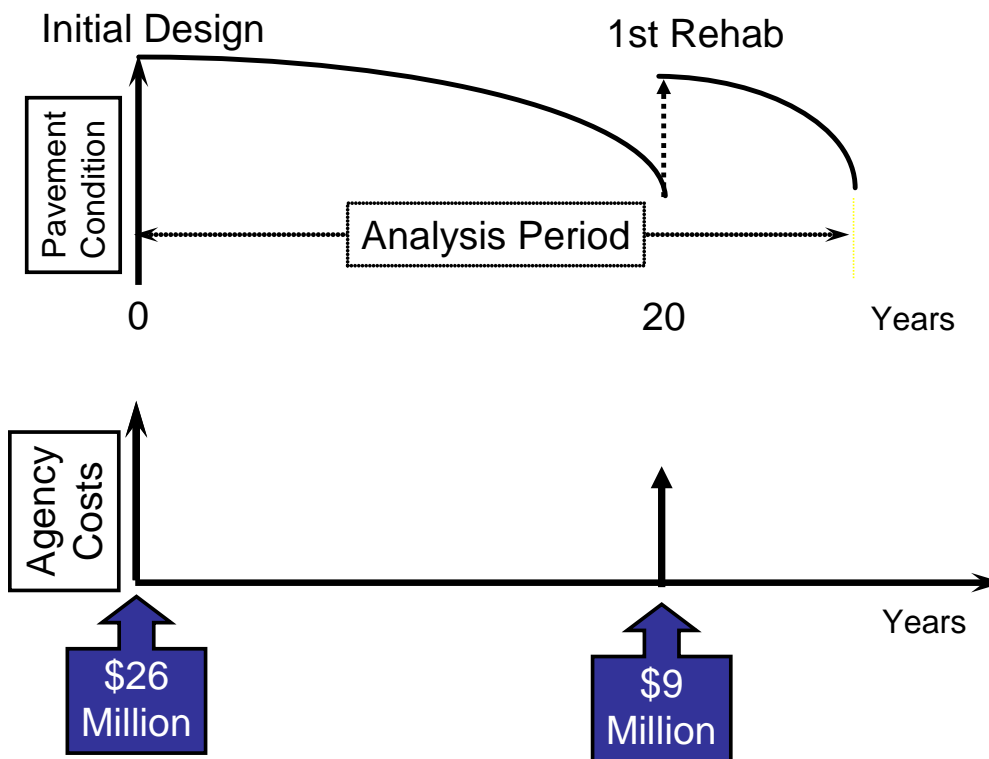 Initial Design
1st Rehab
Pavement
Condition
Analysis Period
0
20
Years
Agency
Costs
Years
$26
Million
$9
Million